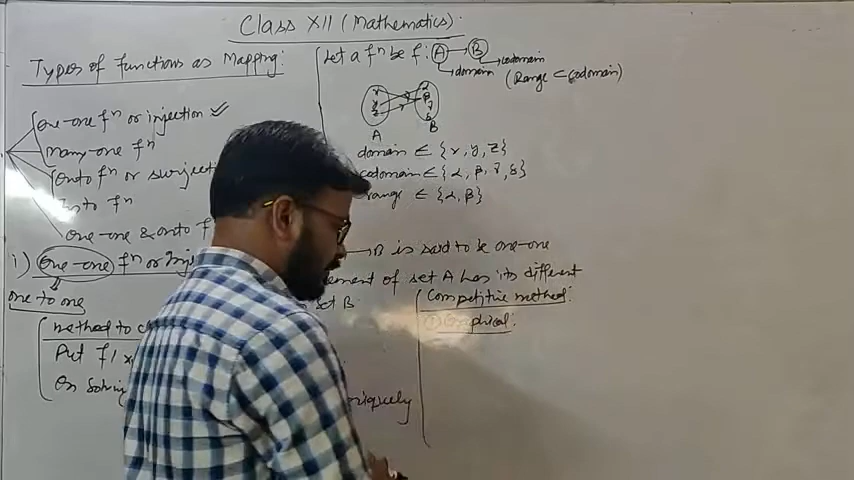 Class XII (Mathematics).
Types of functions as Mapping:
one-one fⁿ or injection ✓
many-one fⁿ
onto fⁿ or surjecti
Into fⁿ
one-one & onto f
i) one-one fⁿ or Inj
one to one
method to c
Put f(x
On Solving
Let a fⁿ be f: A → B
codomain
domain
(Range ⊂ codomain)
x α
y β
z γ
δ
A B
domain ∈ {x, y, z}
codomain ∈ {α, β, γ, δ}
range ∈ {α, β}
→ B is said to be one-one
ement of set A has its different
set B
uniquely
Competitive method:
① Graphical.